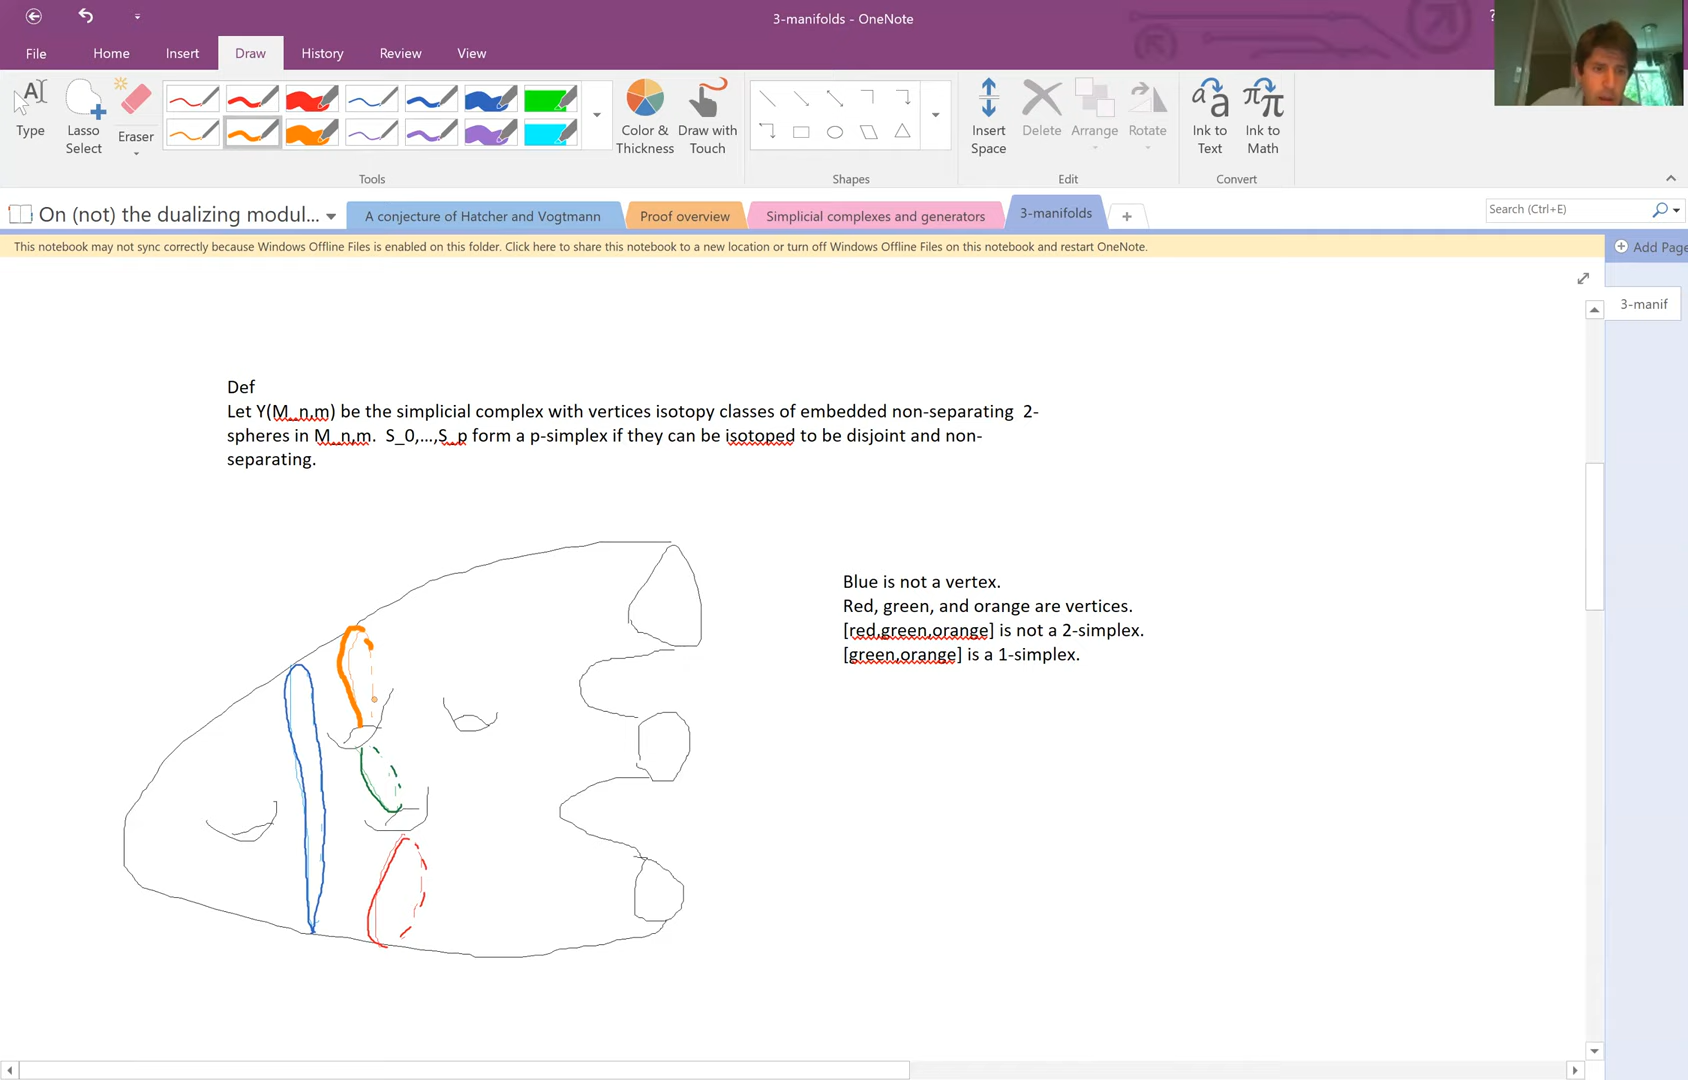 3-manifolds - OneNote
?
File Home Insert Draw History Review View
Type
Lasso Select
Eraser
Color & Thickness
Draw with Touch
Insert Space
Delete
Arrange
Rotate
Ink to Text
Ink to Math
Tools
Shapes
Edit
Convert
On (not) the dualizing modul...
A conjecture of Hatcher and Vogtmann
Proof overview
Simplicial complexes and generators
3-manifolds
Search (Ctrl+E)
This notebook may not sync correctly because Windows Offline Files is enabled on this folder. Click here to share this notebook to a new location or turn off Windows Offline Files on this notebook and restart OneNote.
Add Page
3-manif
Def
Let Y(M_n,m) be the simplicial complex with vertices isotopy classes of embedded non-separating 2-
spheres in M_n,m. S_0,...,S_p form a p-simplex if they can be isotoped to be disjoint and non-
separating.
Blue is not a vertex.
Red, green, and orange are vertices.
[red,green,orange] is not a 2-simplex.
[green,orange] is a 1-simplex.